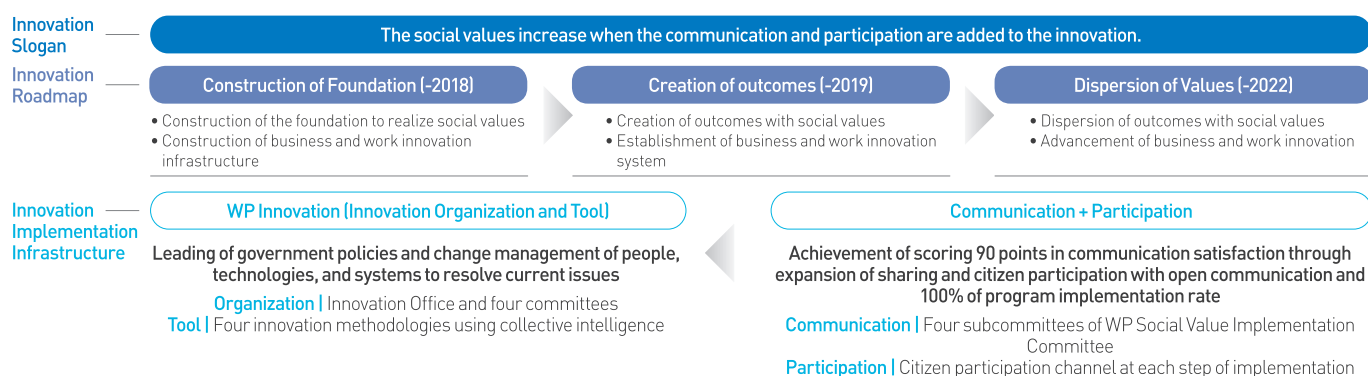 Innovation
Slogan
The social values increase when the communication and participation are added to the innovation.
Innovation
Roadmap
Construction of Foundation (-2018)
• Construction of the foundation to realize social values
• Construction of business and work innovation
infrastructure
Creation of outcomes (-2019)
• Creation of outcomes with social values
• Establishment of business and work innovation
system
Dispersion of Values (-2022)
• Dispersion of outcomes with social values
• Advancement of business and work innovation
Innovation
Implementation
Infrastructure
WP Innovation (Innovation Organization and Tool)
Leading of government policies and change management of people,
technologies, and systems to resolve current issues
Organization | Innovation Office and four committees
Tool | Four innovation methodologies using collective intelligence
Communication + Participation
Achievement of scoring 90 points in communication satisfaction through
expansion of sharing and citizen participation with open communication and
100% of program implementation rate
Communication | Four subcommittees of WP Social Value Implementation
Committee
Participation | Citizen participation channel at each step of implementation